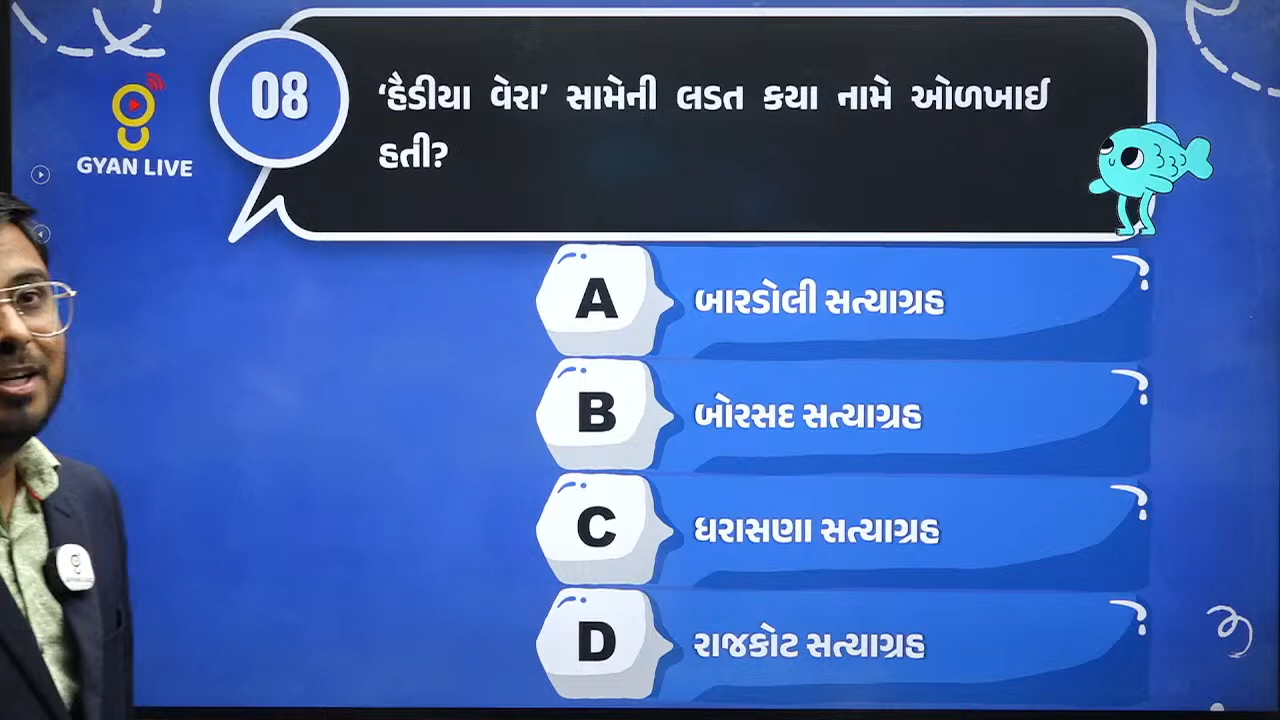 08
‘હૈડીયા વેરા’ સામેની લડત કયા નામે ઓળખાઈ
હતી?
GYAN LIVE
A
બારડોલી સત્યાગ્રહ
B
બોરસદ સત્યાગ્રહ
C
ધરાસણા સત્યાગ્રહ
D
રાજકોટ સત્યાગ્રહ